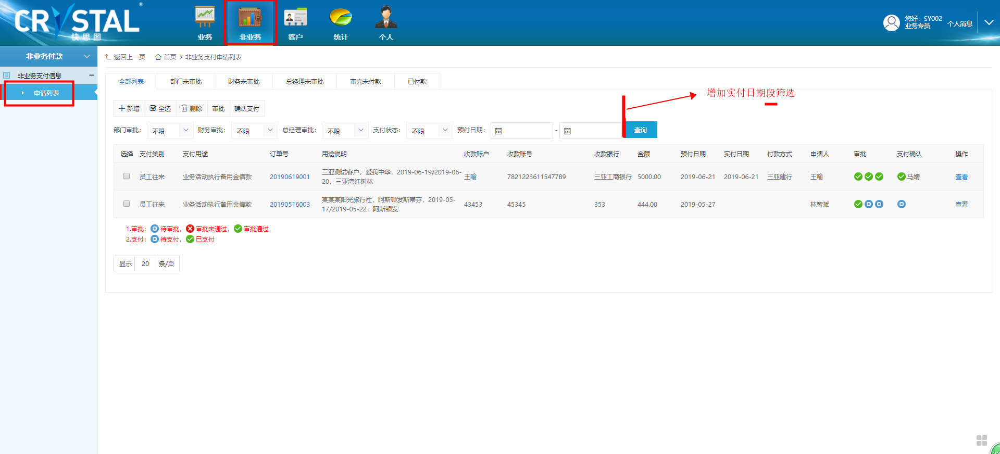 CRYSTAL®
快思图
业务
非业务
客户
统计
个人
您好，SY002
业务专员
个人消息
非业务付款
非业务支付信息
申请列表
返回上一页 首页 > 非业务支付申请列表
全部列表 部门未审批 财务未审批 总经理未审批 审完未付款 已付款
增加实付日期段筛选
新增 全选 删除 审批 确认支付
部门审批： 不限 财务审批： 不限 总经理审批： 不限 支付状态： 不限 预付日期： - 查询
选择 支付类别 支付用途 订单号 用途说明 收款账户 收款账号 收款银行 金额 预付日期 实付日期 付款方式 申请人 审批 支付确认 操作
员工往来 业务活动执行备用金借款 20190619001 三亚测试客户，爱我中华，2019-06-19/2019-06-
20，三亚湾红树林 王喻 7821223611547789 三亚工商银行 5000.00 2019-06-21 2019-06-21 三亚建行 王喻 马婧 查看
员工往来 业务活动执行备用金借款 20190516003 某某某阳光旅行社，阿斯顿发斯蒂芬，2019-05-
17/2019-05-22，阿斯顿发 43453 45345 353 444.00 2019-05-27 林智斌 查看
1.审批： 待审批， 审批未通过， 审批通过
2.支付： 待支付， 已支付
显示 20 条/页